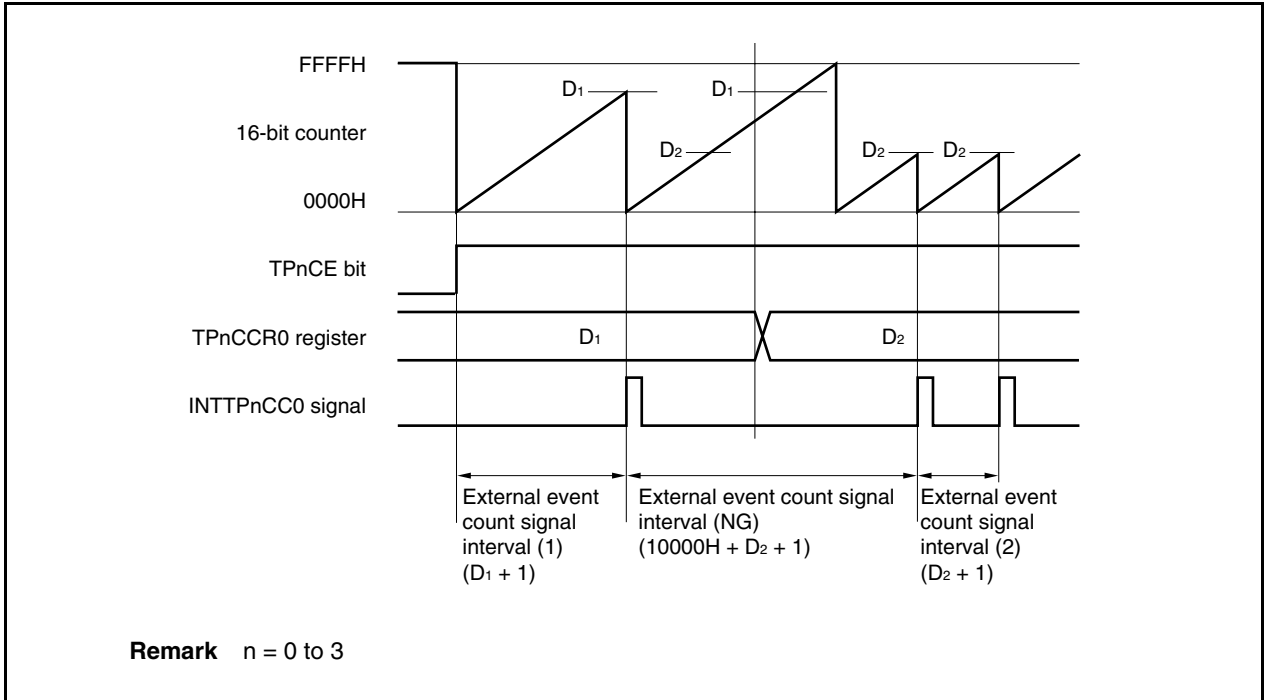 FFFFH
16-bit counter
0000H
D1
D2
D1
D2
D2
TPnCE bit
TPnCCR0 register
D1
D2
INTTPnCC0 signal
External event
count signal
interval (1)
(D1 + 1)
External event count signal
interval (NG)
(10000H + D2 + 1)
External event
count signal
interval (2)
(D2 + 1)
Remark n = 0 to 3